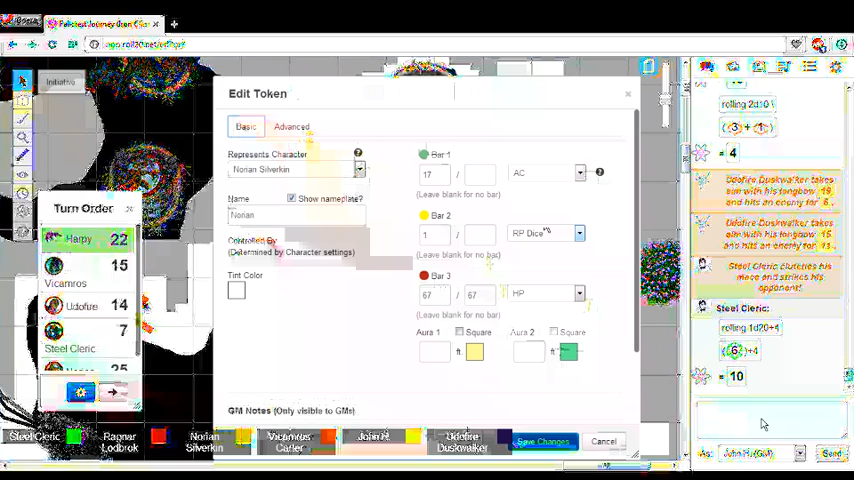 app.roll20.net/editor/
Initiative
Edit Token
Basic
Advanced
Represents Character
Norian Silverkin
Name
Show nameplate?
Norian
Controlled By
(Determined by Character settings)
Tint Color
Bar 1
17 /
AC
(Leave blank for no bar)
Bar 2
1 /
RP Dice
(Leave blank for no bar)
Bar 3
67 / 67
HP
(Leave blank for no bar)
Aura 1
Square
Aura 2
Square
ft.
ft.
GM Notes (Only visible to GMs)
Save Changes
Cancel
Turn Order
Harpy 22
15
Vicamros
Udofire 14
7
Steel Cleric
25
Steel Cleric
Ragnar
Lodbrok
Norian
Silverkin
Vicamros
Carter
John H.
Udofire
Duskwalker
rolling 2d10
(3 + 1)
= 4
Udofire Duskwalker takes
aim with his longbow 19
and hits an enemy for
6.
Udofire Duskwalker takes
aim with his longbow
and hits an enemy for
Steel Cleric clutches his
mace and strikes his
opponent!
Steel Cleric:
rolling 1d20+4
(6)+4
= 10
As:
John H. (GM)
Send